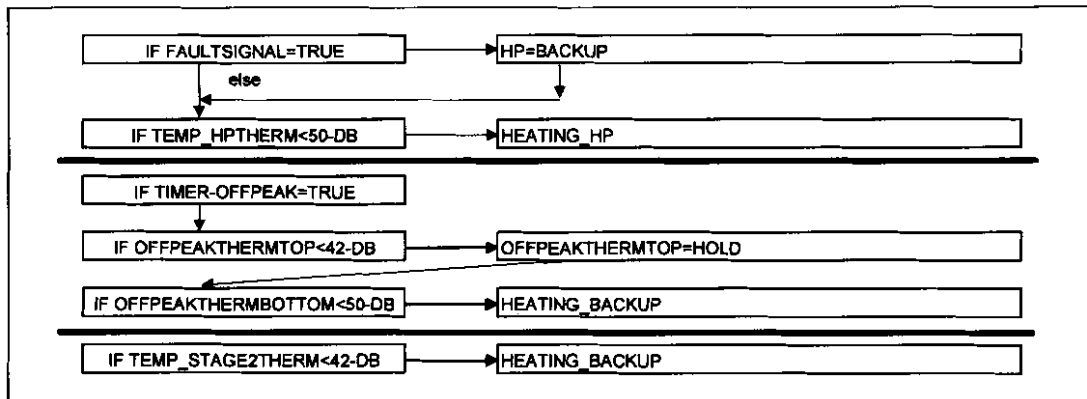 IF FAULTSIGNAL=TRUE HP=BACKUP
else
IF TEMP_HPTHERM<50-DB HEATING_HP
IF TIMER-OFFPEAK=TRUE
IF OFFPEAKTHERMTOP<42-DB OFFPEAKTHERMTOP=HOLD
IF OFFPEAKTHERMBOTTOM<50-DB HEATING_BACKUP
IF TEMP_STAGE2THERM<42-DB HEATING_BACKUP